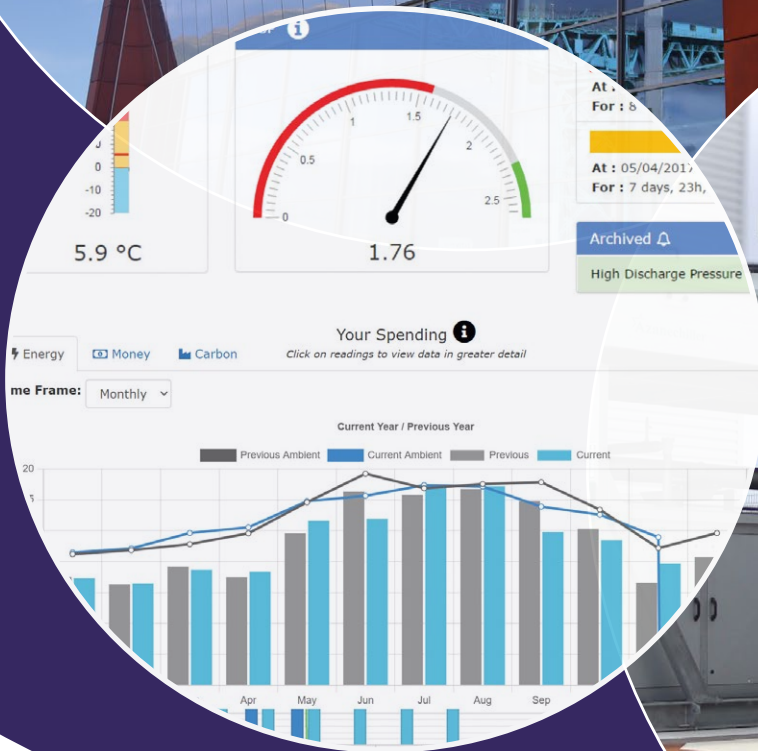 At :
For : 8
At : 05/04/2017
For : 7 days, 23h,
0
-10
-20
5.9 °C
0
0.5
1
1.5
2
2.5
1.76
Archived
High Discharge Pressure
Energy
Money
Carbon
Your Spending
Click on readings to view data in greater detail
me Frame:
Monthly
Current Year / Previous Year
Previous Ambient
Current Ambient
Previous
Current
20
5
Apr
May
Jun
Jul
Aug
Sep